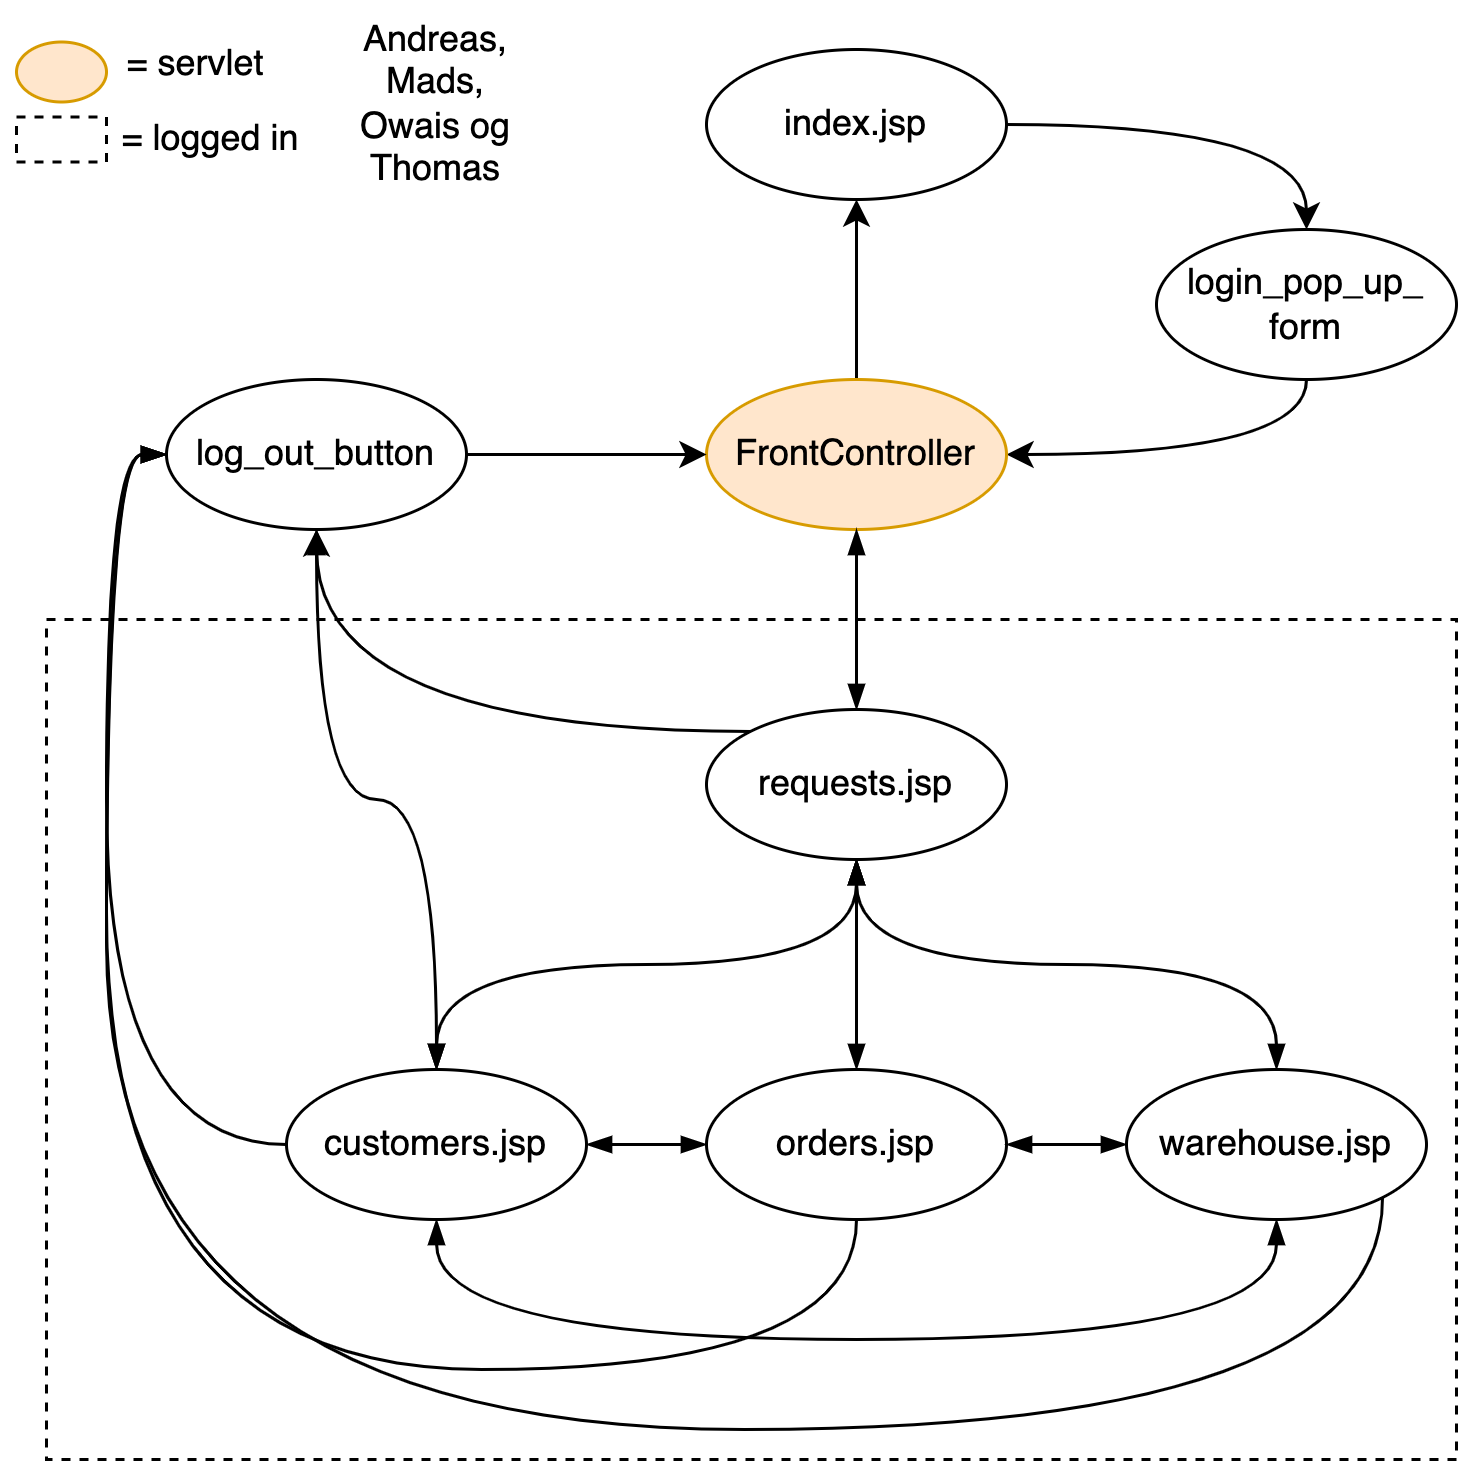 = servlet
= logged in
Andreas,
Mads,
Owais og
Thomas
index.jsp
login_pop_up_
form
log_out_button
FrontController
requests.jsp
customers.jsp
orders.jsp
warehouse.jsp